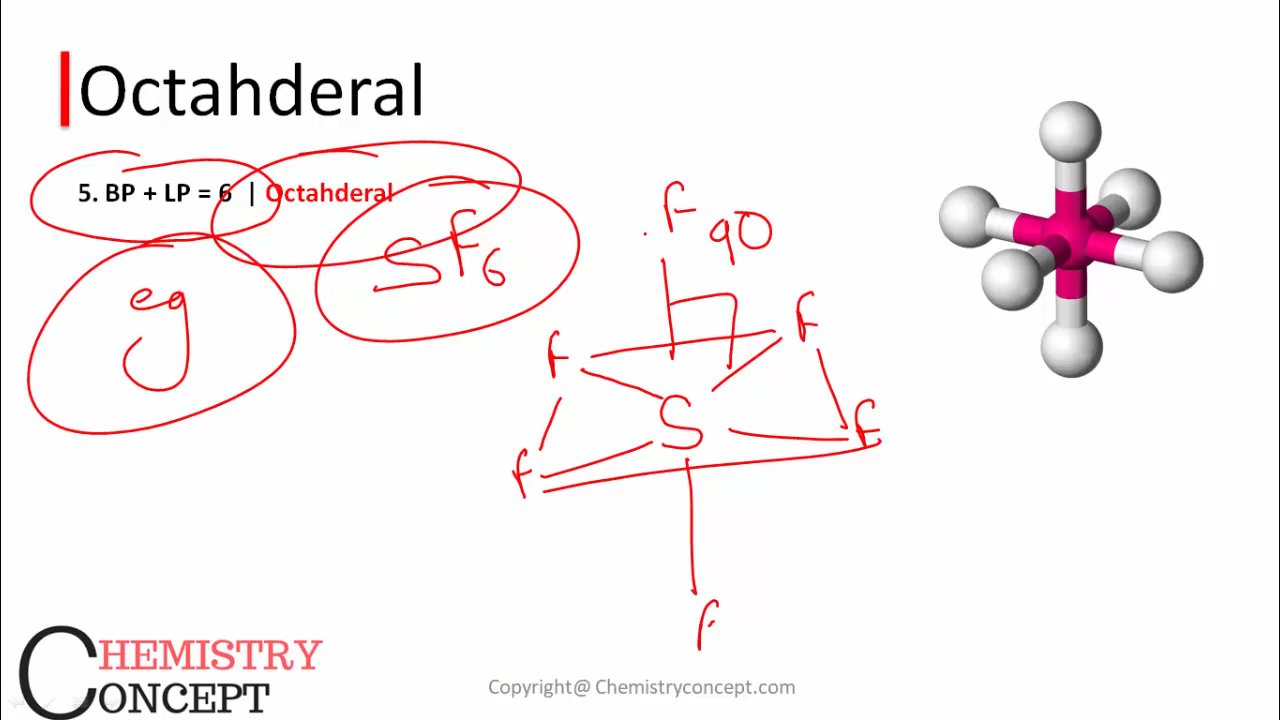 Octahderal
5. BP + LP = 6 | Octahderal
eg
SF6
F 90
F
F
S
F
F
F
CHEMISTRY
CONCEPT
Copyright@ Chemistryconcept.com